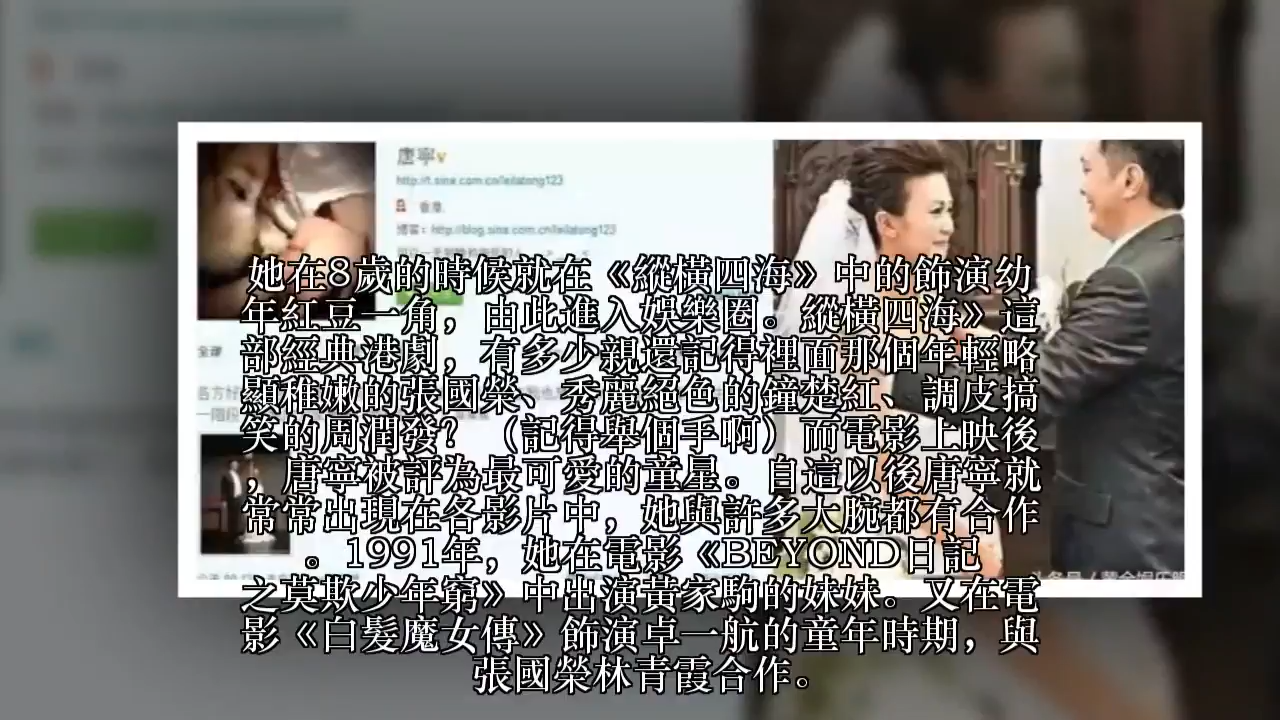 唐寧
http://t.sina.com.cn/leilatong123
香港
博客：http://blog.sina.com.cn/leilatong123
她在8歲的時候就在《縱橫四海》中的飾演幼
年紅豆一角，由此進入娛樂圈。縱橫四海》這
部經典港劇，有多少親還記得裡面那個年輕略
顯稚嫩的張國榮、秀麗絕色的鐘楚紅、調皮搞
笑的周潤發？（記得舉個手啊）而電影上映後
，唐寧被評為最可愛的童星。自這以後唐寧就
常常出現在各影片中，她與許多大腕都有合作
。1991年，她在電影《BEYOND日記
之莫欺少年窮》中出演黃家駒的妹妹。又在電
影《白髮魔女傳》飾演卓一航的童年時期，與
張國榮林青霞合作。